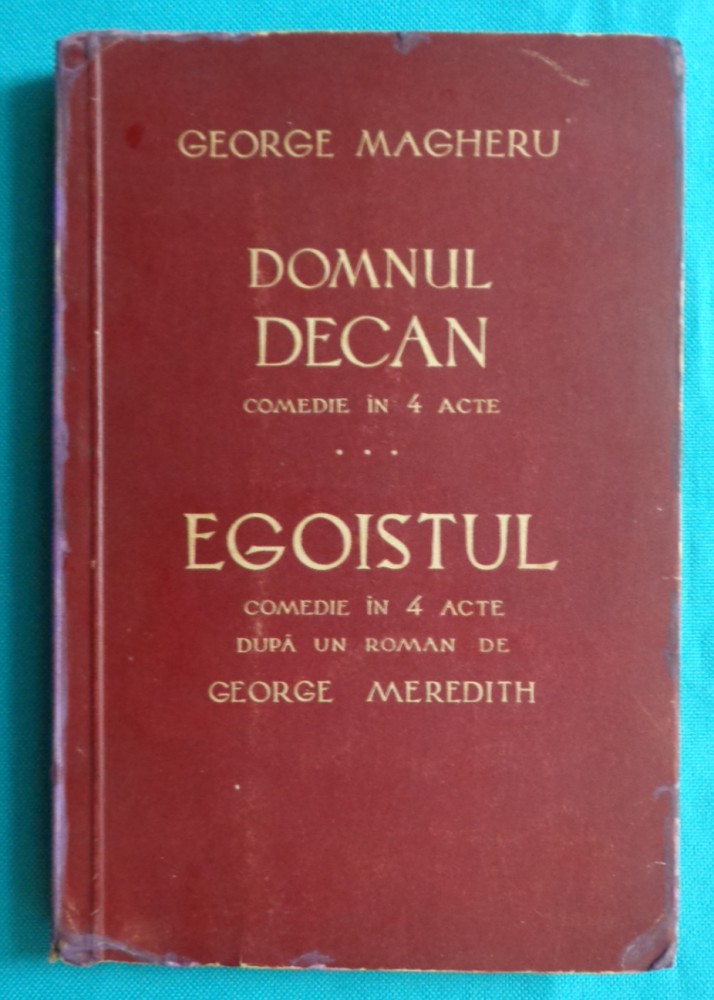 GEORGE MAGHERU
DOMNUL
DECAN
COMEDIE ÎN 4 ACTE
...
EGOISTUL
COMEDIE ÎN 4 ACTE
DUPĂ UN ROMAN DE
GEORGE MEREDITH